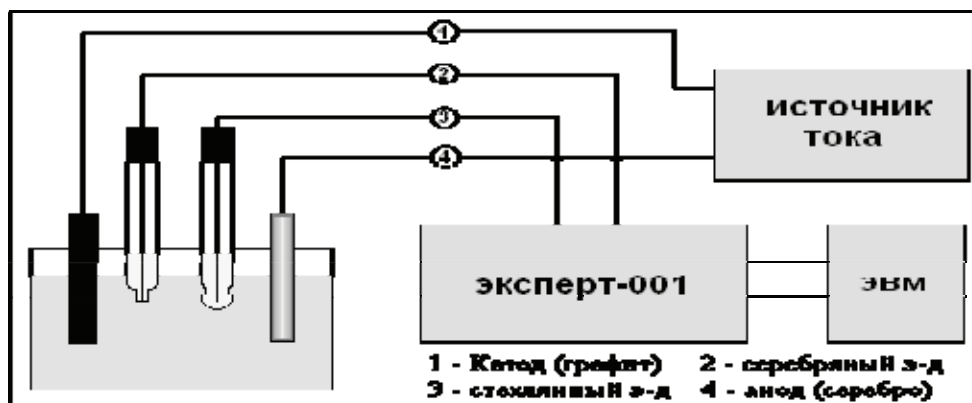 1
2
3
4
источник
тока
эксперт-001
эвм
1 - Катод (графит) 2 - серебряный э-д
3 - стеклянный э-д 4 - анод (серебро)